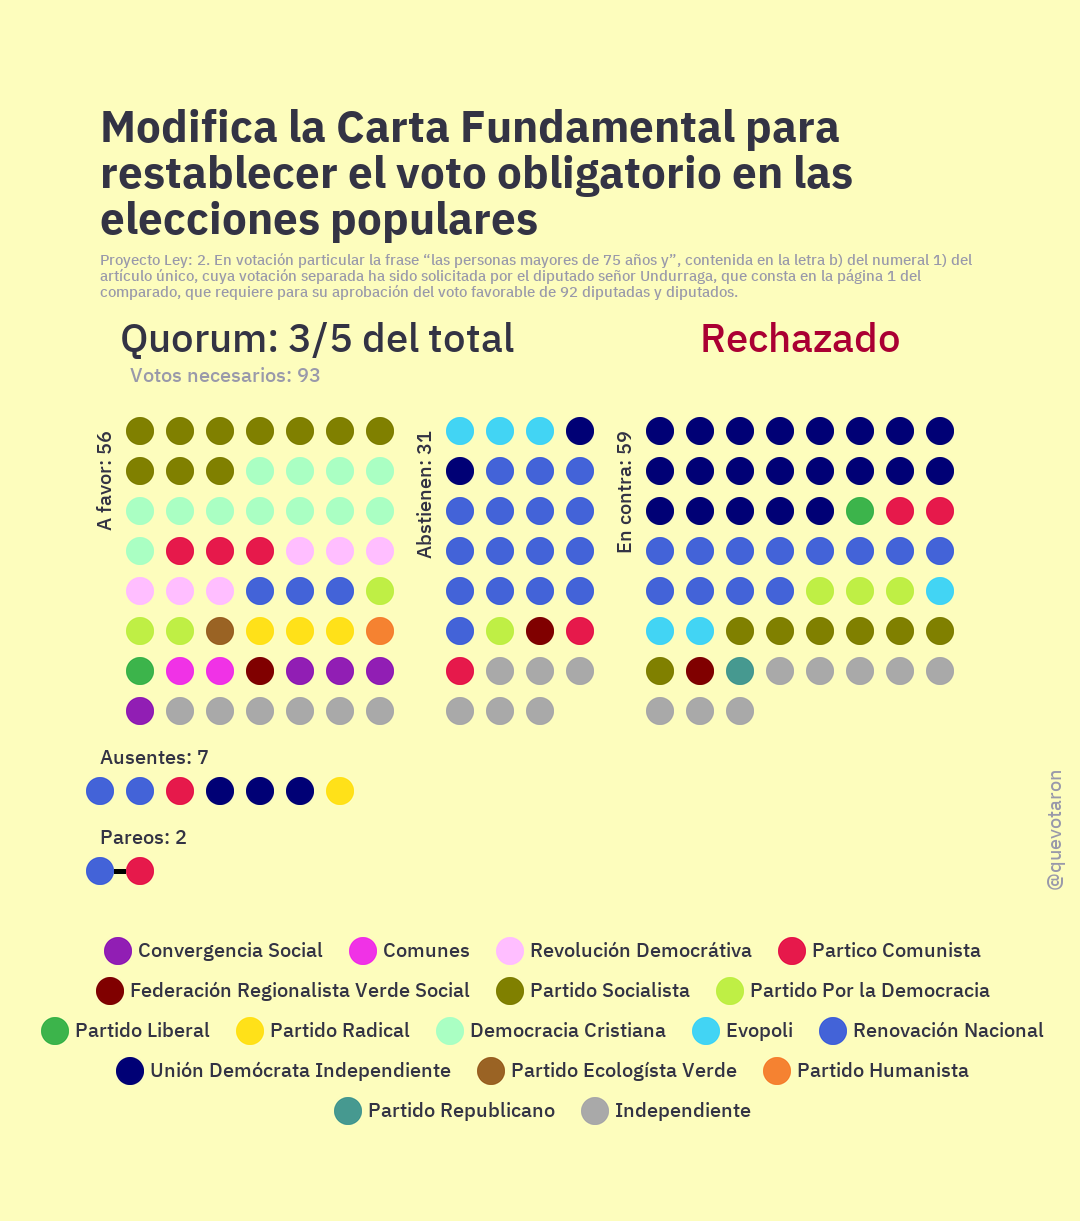 Modifica la Carta Fundamental para
restablecer el voto obligatorio en las
elecciones populares
Proyecto Ley: 2. En votación particular la frase “las personas mayores de 75 años y”, contenida en la letra b) del numeral 1) del
artículo único, cuya votación separada ha sido solicitada por el diputado señor Undurraga, que consta en la página 1 del
comparado, que requiere para su aprobación del voto favorable de 92 diputadas y diputados.
Quorum: 3/5 del total
Rechazado
Votos necesarios: 93
A favor: 56
Abstienen: 31
En contra: 59
Ausentes: 7
Pareos: 2
@quevotaron
Convergencia Social Comunes Revolución Democrátiva Partico Comunista
Federación Regionalista Verde Social Partido Socialista Partido Por la Democracia
Partido Liberal Partido Radical Democracia Cristiana Evopoli Renovación Nacional
Unión Demócrata Independiente Partido Ecologísta Verde Partido Humanista
Partido Republicano Independiente